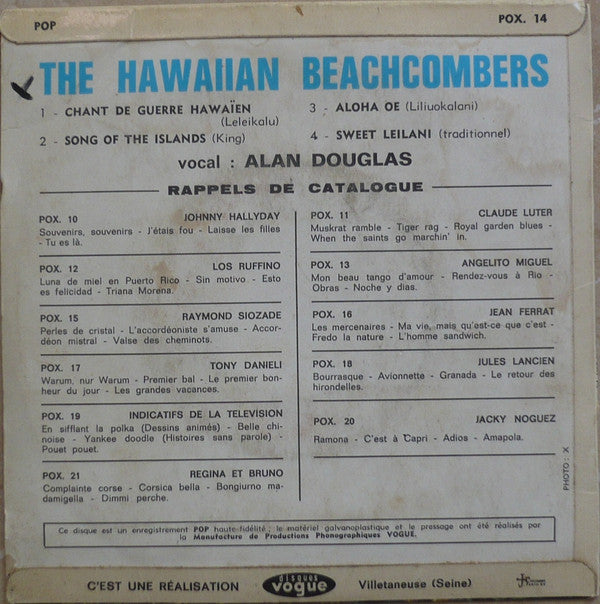 POP
POX. 14
THE HAWAIIAN BEACHCOMBERS
1 - CHANT DE GUERRE HAWAÏEN
(Leleikalu)
2 - SONG OF THE ISLANDS (King)
3 - ALOHA OE (Liliuokalani)
4 - SWEET LEILANI (traditionnel)
vocal : ALAN DOUGLAS
RAPPELS DE CATALOGUE
POX. 10 JOHNNY HALLYDAY
Souvenirs, souvenirs - J'étais fou - Laisse les filles
- Tu es là.
POX. 12 LOS RUFFINO
Luna de miel en Puerto Rico - Sin motivo - Esto
es felicidad - Triana Morena.
POX. 15 RAYMOND SIOZADE
Perles de cristal - L'accordéoniste s'amuse - Accor-
déon mistral - Valse des cheminots.
POX. 17 TONY DANIELI
Warum, nur Warum - Premier bal - Le premier bon-
heur du jour - Les grandes vacances.
POX. 19 INDICATIFS DE LA TELEVISION
En sifflant la polka (Dessins animés) - Belle chi-
noise - Yankee doodle (Histoires sans parole) -
Pouet pouet.
POX. 21 REGINA ET BRUNO
Complainte corse - Corsica bella - Bongiurno ma-
damigella - Dimmi perche.
POX. 11 CLAUDE LUTER
Muskrat ramble - Tiger rag - Royal garden blues -
When the saints go marchin' in.
POX. 13 ANGELITO MIGUEL
Mon beau tango d'amour - Rendez-vous à Rio -
Obras - Noche y dias.
POX. 16 JEAN FERRAT
Les mercenaires - Ma vie, mais qu'est-ce que c'est -
Fredo la nature - L'homme sandwich.
POX. 18 JULES LANCIEN
Bourrasque - Avionnette - Granada - Le retour des
hirondelles.
POX. 20 JACKY NOGUEZ
Ramona - C'est à Capri - Adios - Amapola.
PHOTO : X
Ce disque est un enregistrement POP haute-fidélité ; le matériel galvanoplastique et le pressage ont été réalisés par
la Manufacture de Productions Phonographiques VOGUE.
C'EST UNE RÉALISATION
disques
vogue
Villetaneuse (Seine)